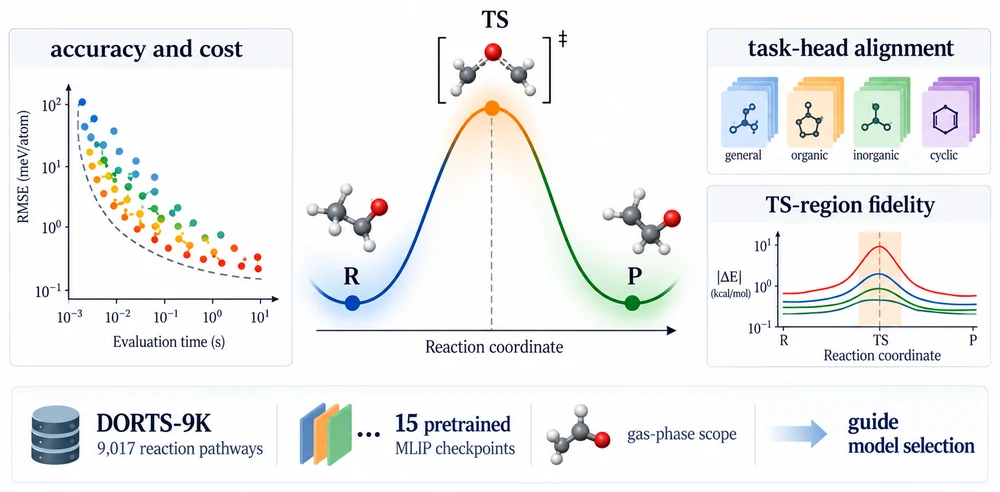 accuracy and cost
RMSE (meV/atom)
10²
10¹
10⁰
10⁻¹
10⁻³
10⁻²
10⁻¹
10⁰
10¹
Evaluation time (s)
TS
‡
R
P
Reaction coordinate
task-head alignment
general
organic
inorganic
cyclic
TS-region fidelity
|ΔE|
(kcal/mol)
10¹
10⁰
10⁻¹
R
TS
P
Reaction coordinate
DORTS-9K
9,017 reaction pathways
...
15 pretrained
MLIP checkpoints
gas-phase scope
guide
model selection